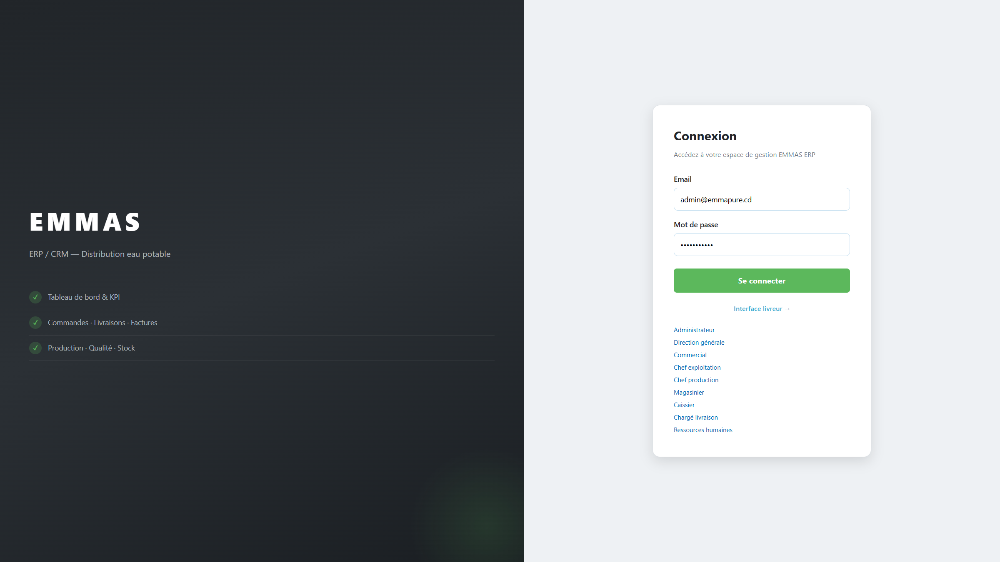 EMMAS
ERP / CRM — Distribution eau potable
✓ Tableau de bord & KPI
✓ Commandes · Livraisons · Factures
✓ Production · Qualité · Stock
Connexion
Accédez à votre espace de gestion EMMAS ERP
Email
admin@emmapure.cd
Mot de passe
•••••••••••
Se connecter
Interface livreur →
Administrateur
Direction générale
Commercial
Chef exploitation
Chef production
Magasinier
Caissier
Chargé livraison
Ressources humaines